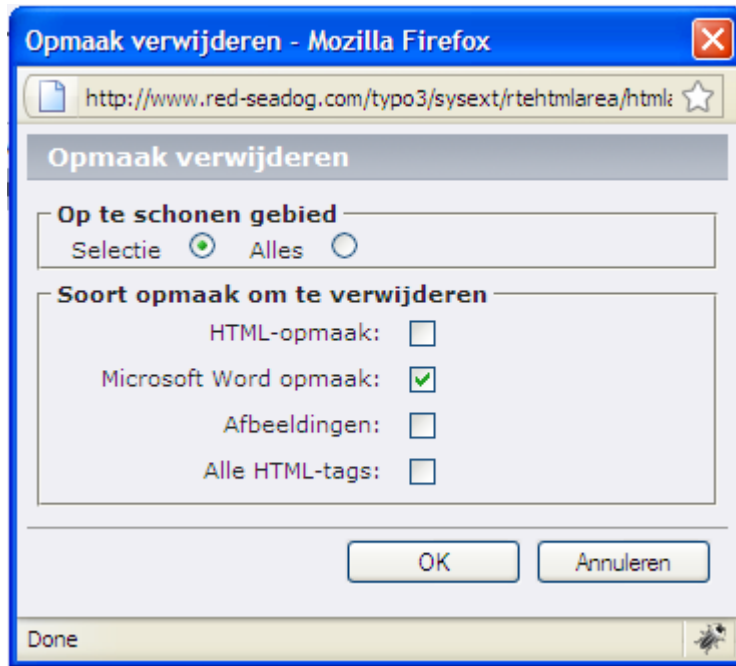 Opmaak verwijderen - Mozilla Firefox
http://www.red-seadog.com/typo3/sysext/rtehtmlarea/htmla
Opmaak verwijderen
Op te schonen gebied
Selectie Alles
Soort opmaak om te verwijderen
HTML-opmaak:
Microsoft Word opmaak:
Afbeeldingen:
Alle HTML-tags:
OK Annuleren
Done